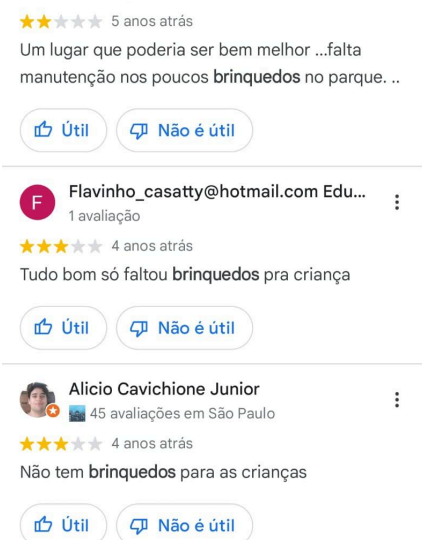 5 anos atrás
Um lugar que poderia ser bem melhor ...falta
manutenção nos poucos brinquedos no parque. ..
Útil
Não é útil
Flavinho_casatty@hotmail.com Edu...
F
1 avaliação
4 anos atrás
Tudo bom só faltou brinquedos pra criança
Útil
Não é útil
Alicio Cavichione Junior
45 avaliações em São Paulo
4 anos atrás
Não tem brinquedos para as crianças
Útil
Não é útil